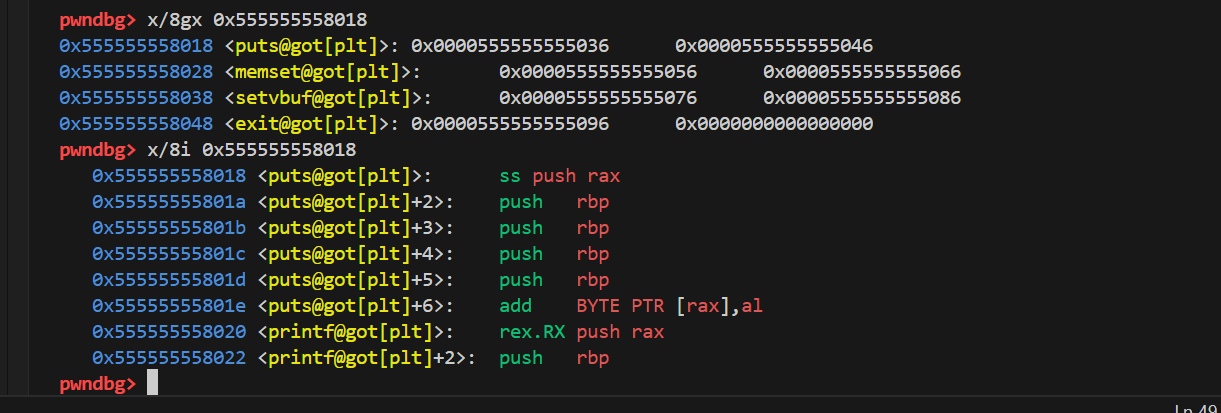 pwndbg> x/8gx 0x555555558018
0x555555558018 <puts@got[plt]>: 0x0000555555555036 0x0000555555555046
0x555555558028 <memset@got[plt]>: 0x0000555555555056 0x0000555555555066
0x555555558038 <setvbuf@got[plt]>: 0x0000555555555076 0x0000555555555086
0x555555558048 <exit@got[plt]>: 0x0000555555555096 0x0000000000000000
pwndbg> x/8i 0x555555558018
0x555555558018 <puts@got[plt]>: ss push rax
0x55555555801a <puts@got[plt]+2>: push rbp
0x55555555801b <puts@got[plt]+3>: push rbp
0x55555555801c <puts@got[plt]+4>: push rbp
0x55555555801d <puts@got[plt]+5>: push rbp
0x55555555801e <puts@got[plt]+6>: add BYTE PTR [rax],al
0x555555558020 <printf@got[plt]>: rex.RX push rax
0x555555558022 <printf@got[plt]+2>: push rbp
pwndbg>
Ln 49